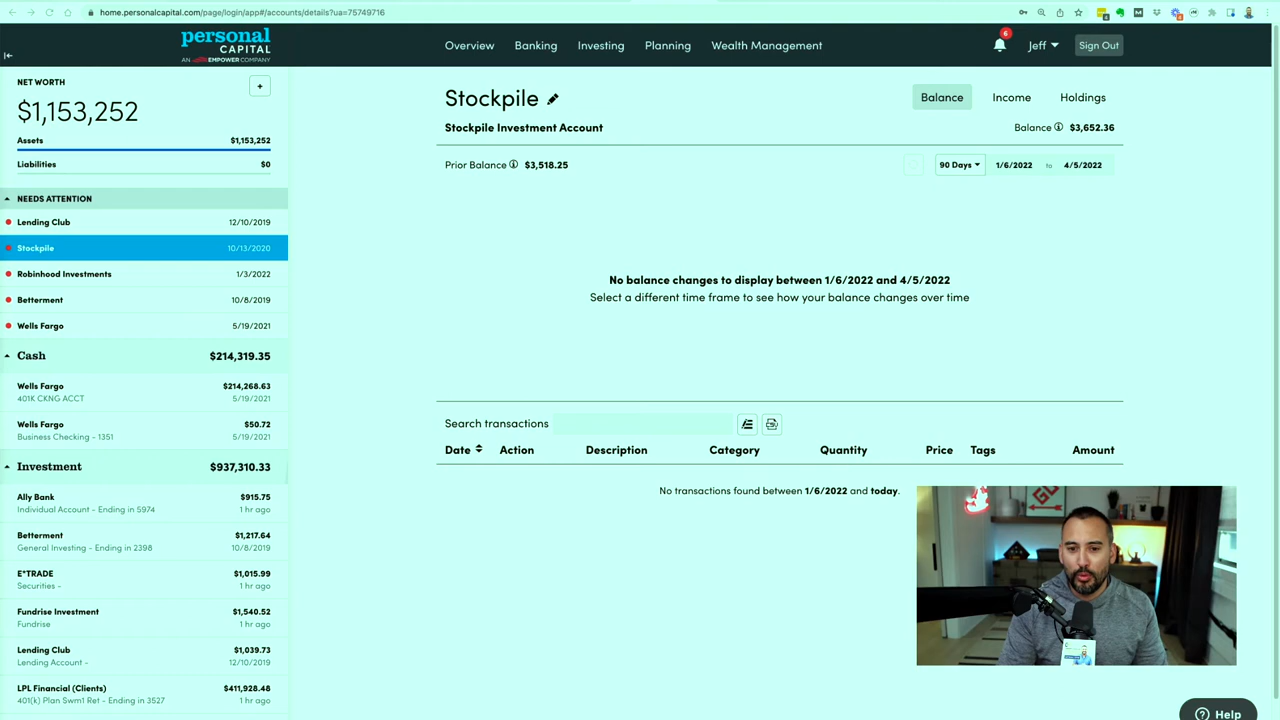 home.personalcapital.com/page/login/app#/accounts/details?ua=75749716
personal
CAPITAL
AN EMPOWER COMPANY
Overview Banking Investing Planning Wealth Management
6
Jeff
Sign Out
NET WORTH
+
$1,153,252
Assets $1,153,252
Liabilities $0
NEEDS ATTENTION
Lending Club 12/10/2019
Stockpile 10/13/2020
Robinhood Investments 1/3/2022
Betterment 10/8/2019
Wells Fargo 5/19/2021
Cash $214,319.35
Wells Fargo $214,268.63
401K CKNG ACCT 5/19/2021
Wells Fargo $50.72
Business Checking - 1351 5/19/2021
Investment $937,310.33
Ally Bank $915.75
Individual Account - Ending in 5974 1 hr ago
Betterment $1,217.64
General Investing - Ending in 2398 10/8/2019
E*TRADE $1,015.99
Securities - 1 hr ago
Fundrise Investment $1,540.52
Fundrise 1 hr ago
Lending Club $1,039.73
Lending Account - 12/10/2019
LPL Financial (Clients) $411,928.48
401(k) Plan Swm1 Ret - Ending in 3527 1 hr ago
Stockpile
Balance Income Holdings
Stockpile Investment Account
Balance $3,652.36
Prior Balance $3,518.25
90 Days 1/6/2022 to 4/5/2022
No balance changes to display between 1/6/2022 and 4/5/2022
Select a different time frame to see how your balance changes over time
Search transactions
Date Action Description Category Quantity Price Tags Amount
No transactions found between 1/6/2022 and today.
Help